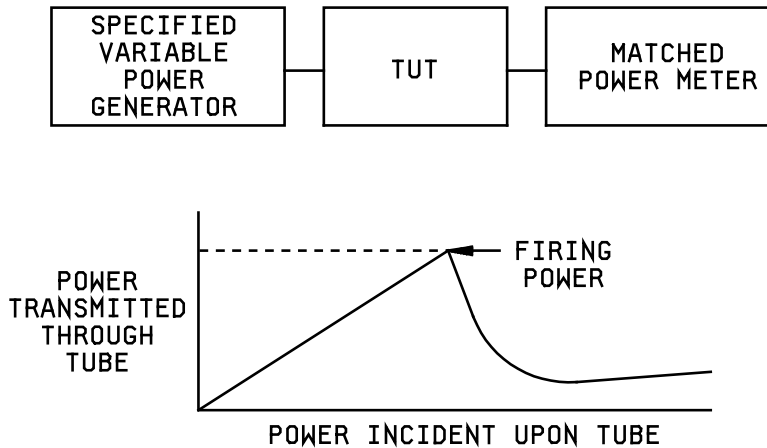 SPECIFIED
VARIABLE
POWER
GENERATOR
TUT
MATCHED
POWER METER
POWER
TRANSMITTED
THROUGH
TUBE
FIRING
POWER
POWER INCIDENT UPON TUBE